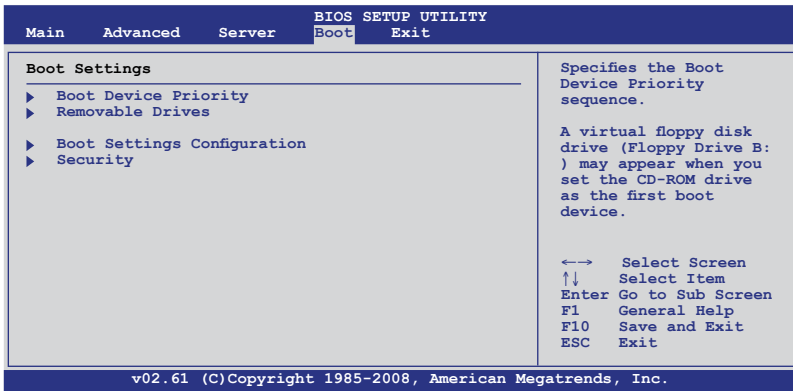 BIOS SETUP UTILITY
Main Advanced Server Boot Exit
Boot Settings
Boot Device Priority
Removable Drives
Boot Settings Configuration
Security
Specifies the Boot
Device Priority
sequence.
A virtual floppy disk
drive (Floppy Drive B:
) may appear when you
set the CD-ROM drive
as the first boot
device.
←→ Select Screen
↑↓ Select Item
Enter Go to Sub Screen
F1 General Help
F10 Save and Exit
ESC Exit
v02.61 (C)Copyright 1985-2008, American Megatrends, Inc.